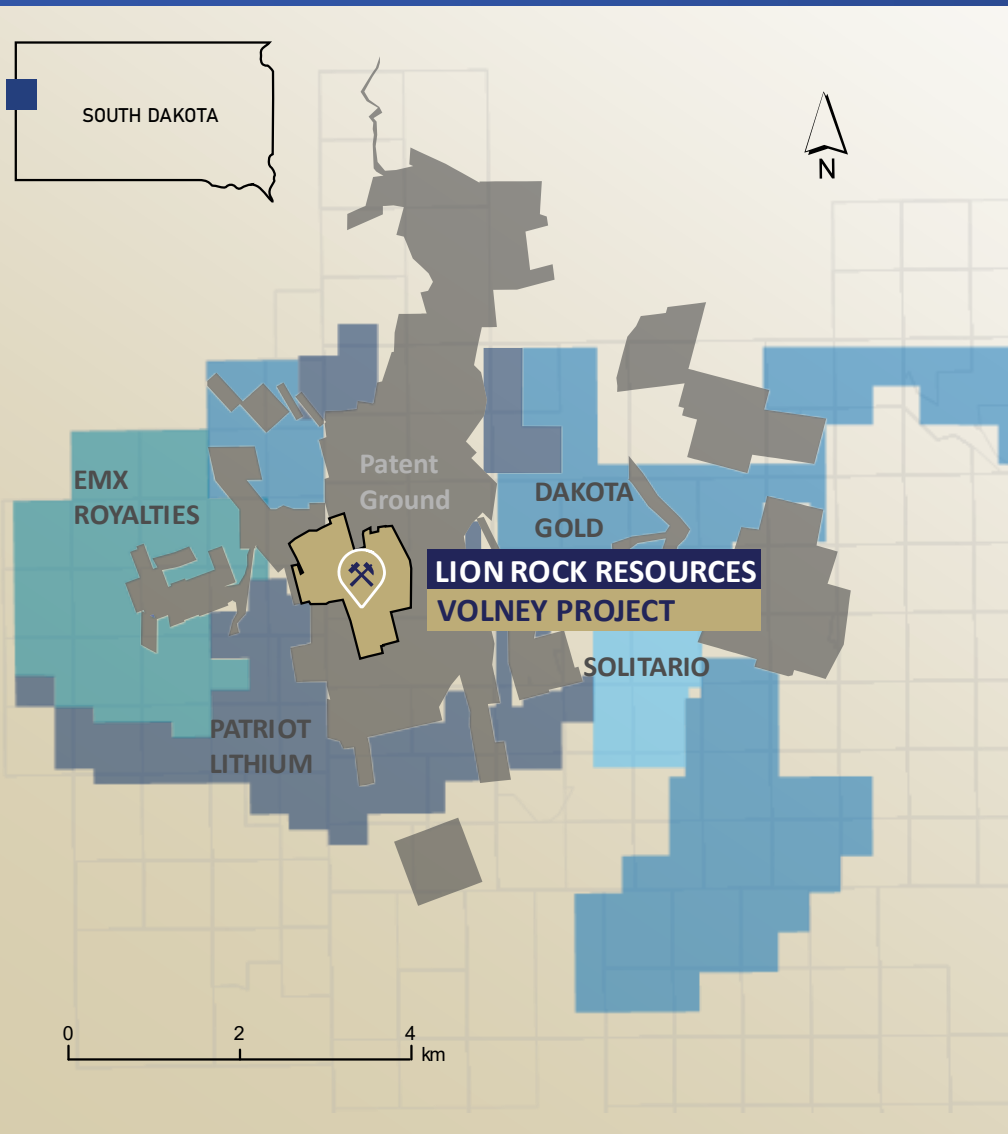 SOUTH DAKOTA
N
Patent
Ground
EMX
ROYALTIES
DAKOTA
GOLD
LION ROCK RESOURCES
VOLNEY PROJECT
SOLITARIO
PATRIOT
LITHIUM
0 2 4
km